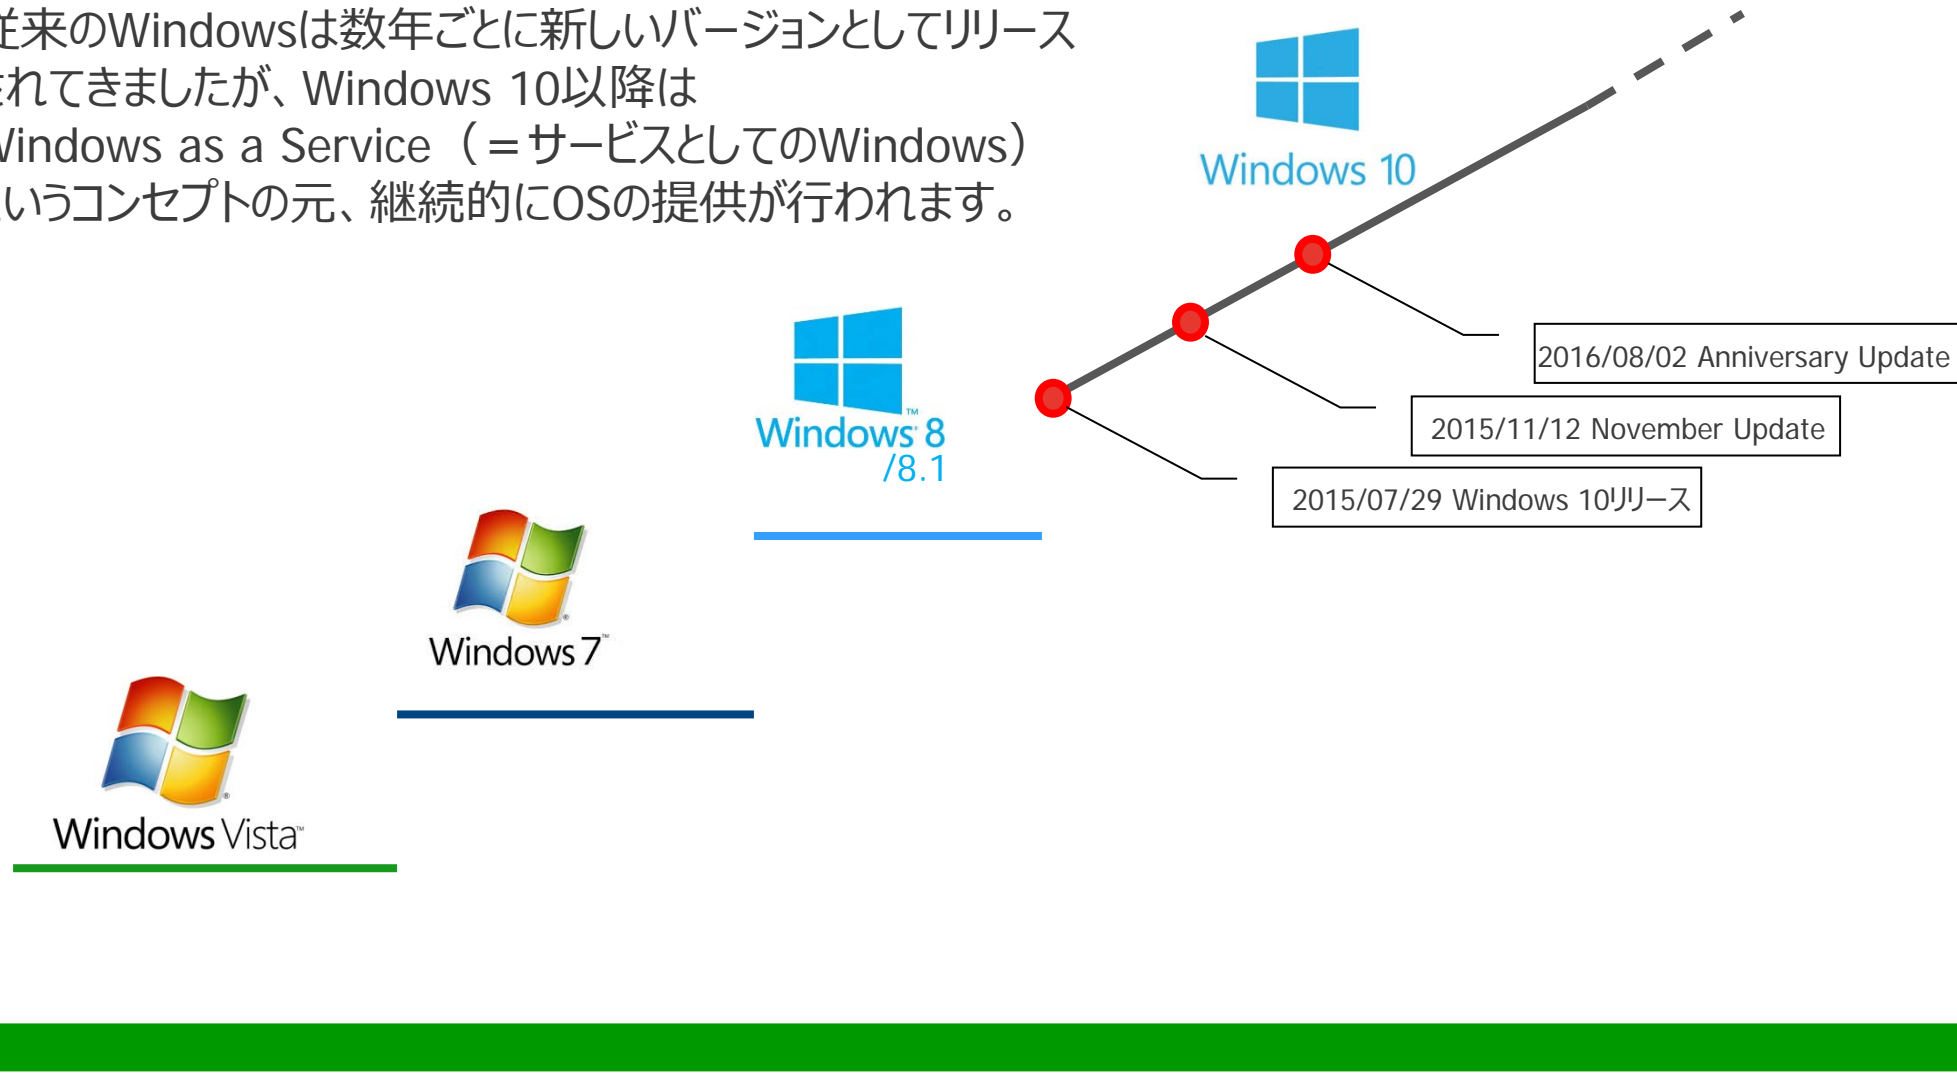 従来のWindowsは数年ごとに新しいバージョンとしてリリース
されてきましたが、Windows 10以降は
Windows as a Service（=サービスとしてのWindows）
いうコンセプトの元、継続的にOSの提供が行われます。
Windows 10
2016/08/02 Anniversary Update
Windows 8
/8.1
2015/11/12 November Update
2015/07/29 Windows 10リリース
Windows 7™
Windows Vista™